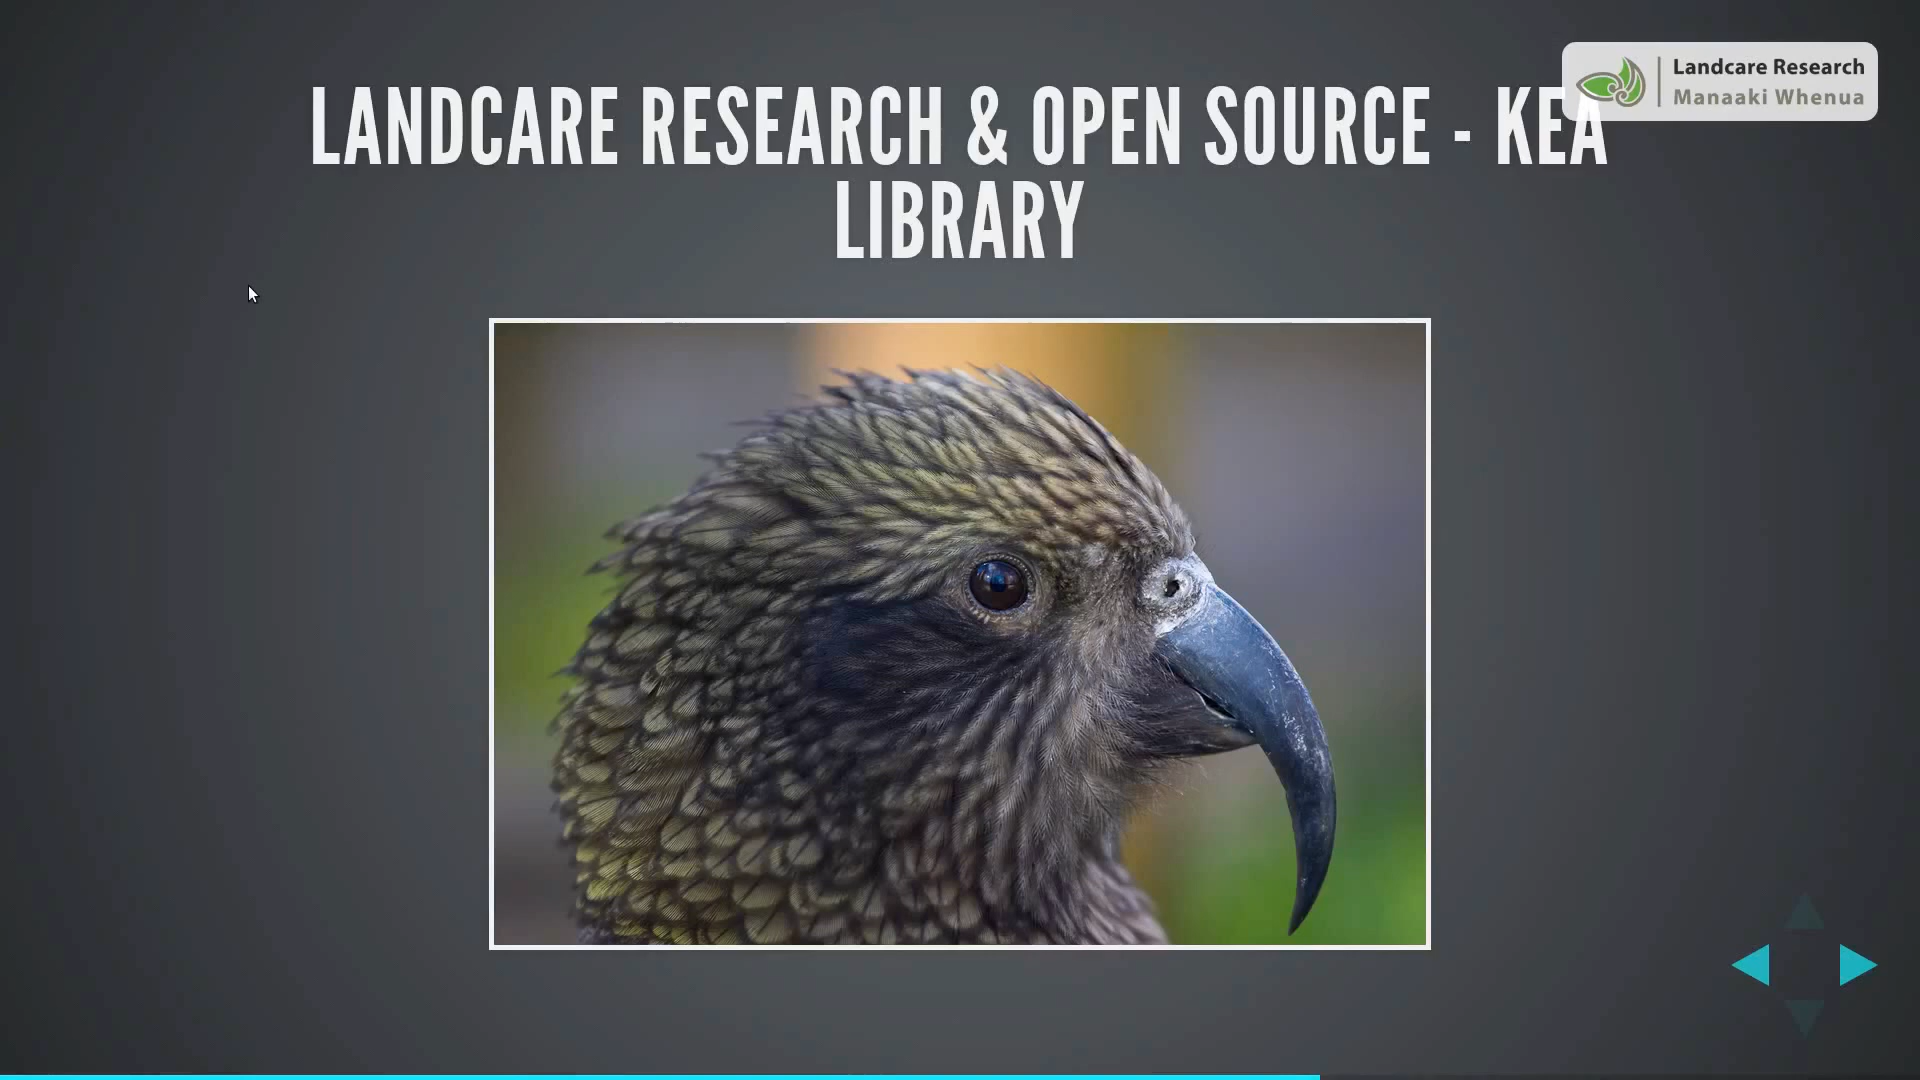 LANDCARE RESEARCH & OPEN SOURCE - KEA
LIBRARY
Landcare Research
Manaaki Whenua